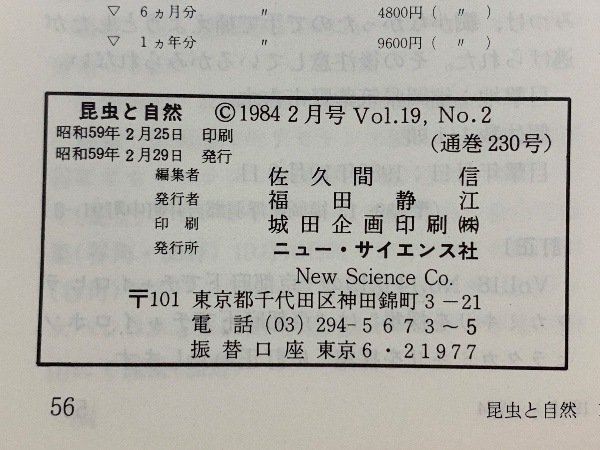 ▽ 6ヵ月分 〃 4800円( 〃 )
▽ 1ヵ年分 〃 9600円( 〃 )
昆虫と自然 ©1984 2月号 Vol.19, No.2
昭和59年2月25日 印刷 (通巻230号)
昭和59年2月29日 発行
編集者 佐久間 信
発行者 福田静江
印刷 城田企画印刷㈱
発行所 ニュー・サイエンス社
New Science Co.
〒101 東京都千代田区神田錦町3-21
電話 (03) 294-5673~5
振替口座 東京6・21977
56
昆虫と自然